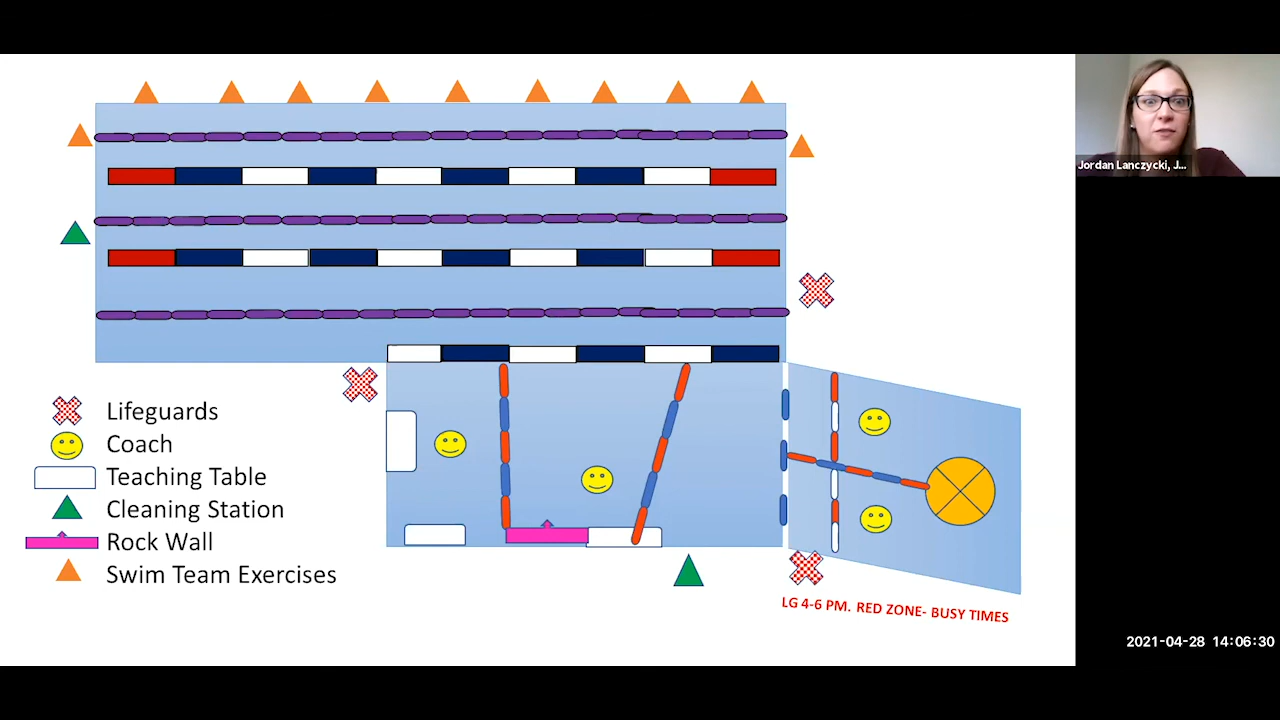 Jordan Lanczycki, J...
Lifeguards
Coach
Teaching Table
Cleaning Station
Rock Wall
Swim Team Exercises
LG 4-6 PM. RED ZONE- BUSY TIMES
2021-04-28 14:06:30